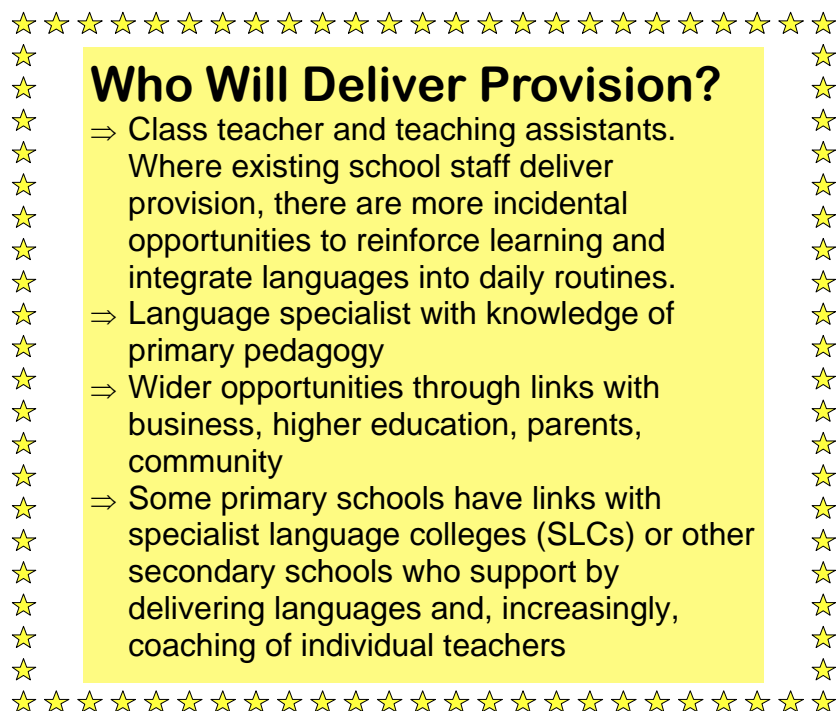 Who Will Deliver Provision?
⇒ Class teacher and teaching assistants.
Where existing school staff deliver
provision, there are more incidental
opportunities to reinforce learning and
integrate languages into daily routines.
⇒ Language specialist with knowledge of
primary pedagogy
⇒ Wider opportunities through links with
business, higher education, parents,
community
⇒ Some primary schools have links with
specialist language colleges (SLCs) or other
secondary schools who support by
delivering languages and, increasingly,
coaching of individual teachers